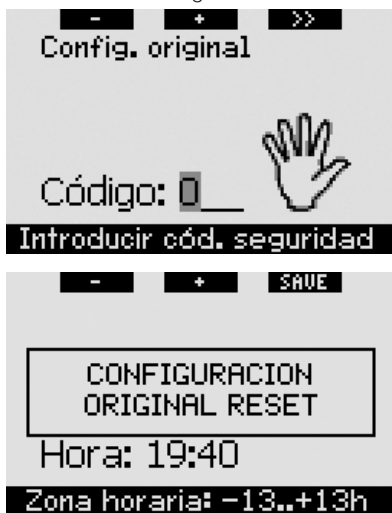 - + >>
Config. original
Código: 0__
Introducir cód. seguridad
- + SAVE
CONFIGURACION
ORIGINAL RESET
Hora: 19:40
Zona horaria: -13..+13h